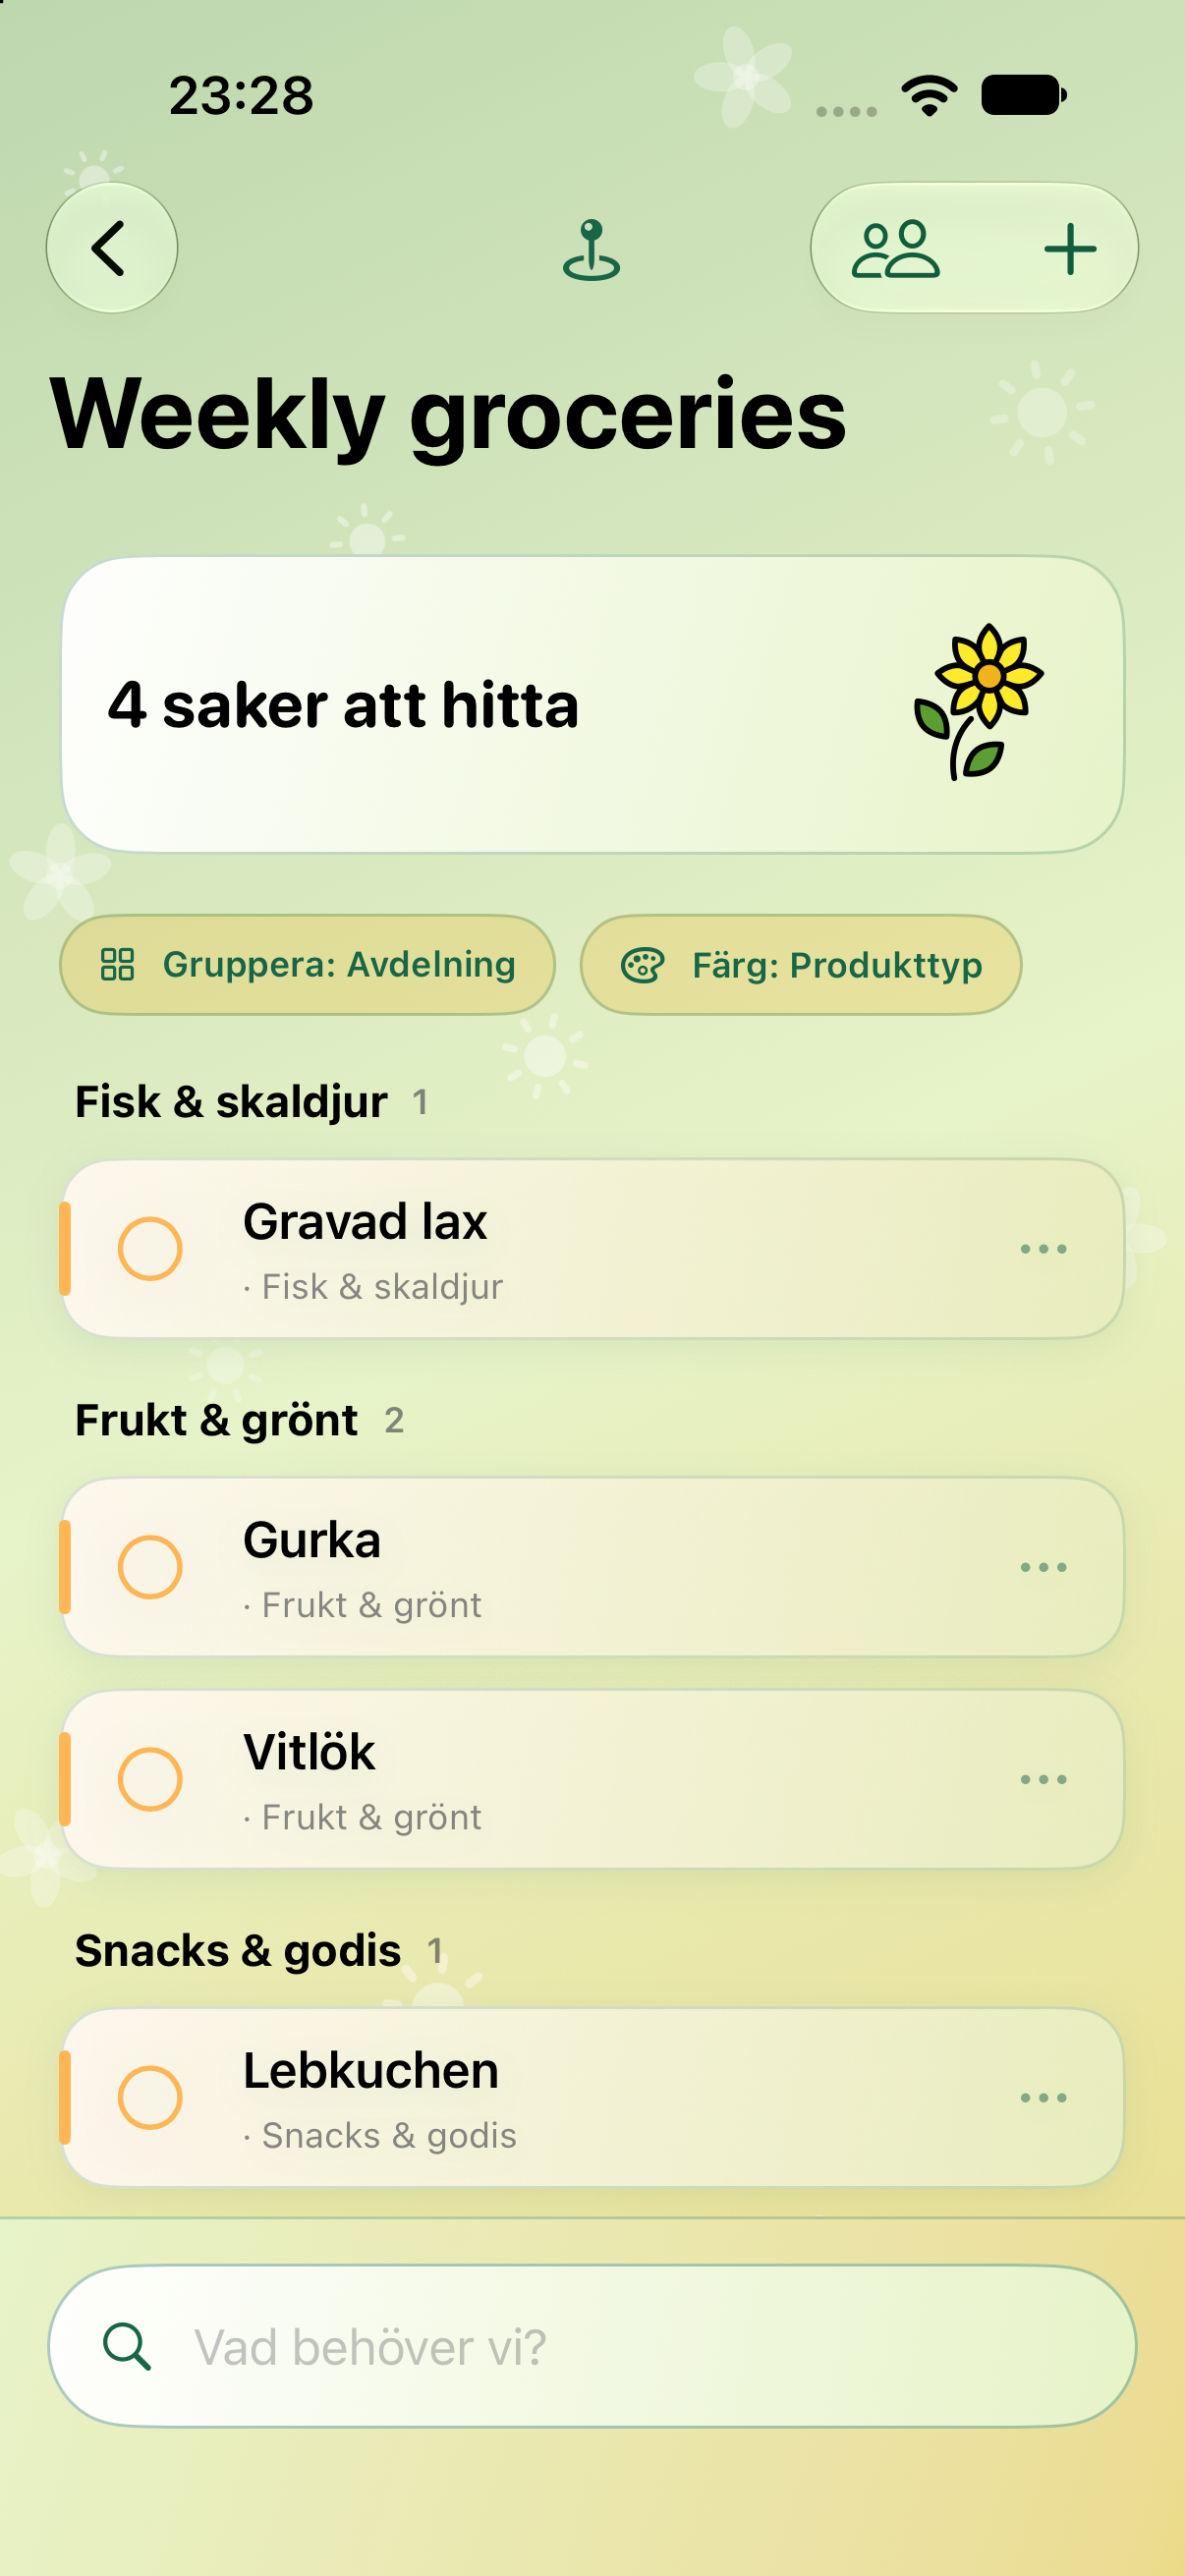 23:28
Weekly groceries
4 saker att hitta
Gruppera: Avdelning
Färg: Produkttyp
Fisk & skaldjur 1
Gravad lax
· Fisk & skaldjur
Frukt & grönt 2
Gurka
· Frukt & grönt
Vitlök
· Frukt & grönt
Snacks & godis 1
Lebkuchen
· Snacks & godis
Vad behöver vi?